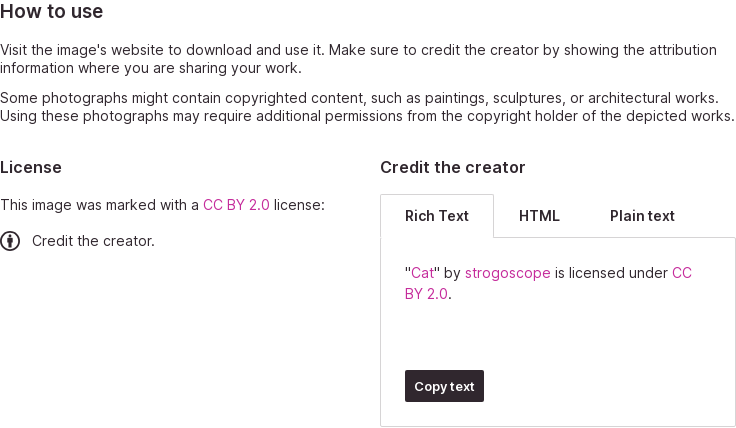 How to use
Visit the image's website to download and use it. Make sure to credit the creator by showing the attribution
information where you are sharing your work.
Some photographs might contain copyrighted content, such as paintings, sculptures, or architectural works.
Using these photographs may require additional permissions from the copyright holder of the depicted works.
License
This image was marked with a CC BY 2.0 license:
Credit the creator.
Credit the creator
Rich Text
HTML
Plain text
"Cat" by strogoscope is licensed under CC
BY 2.0.
Copy text